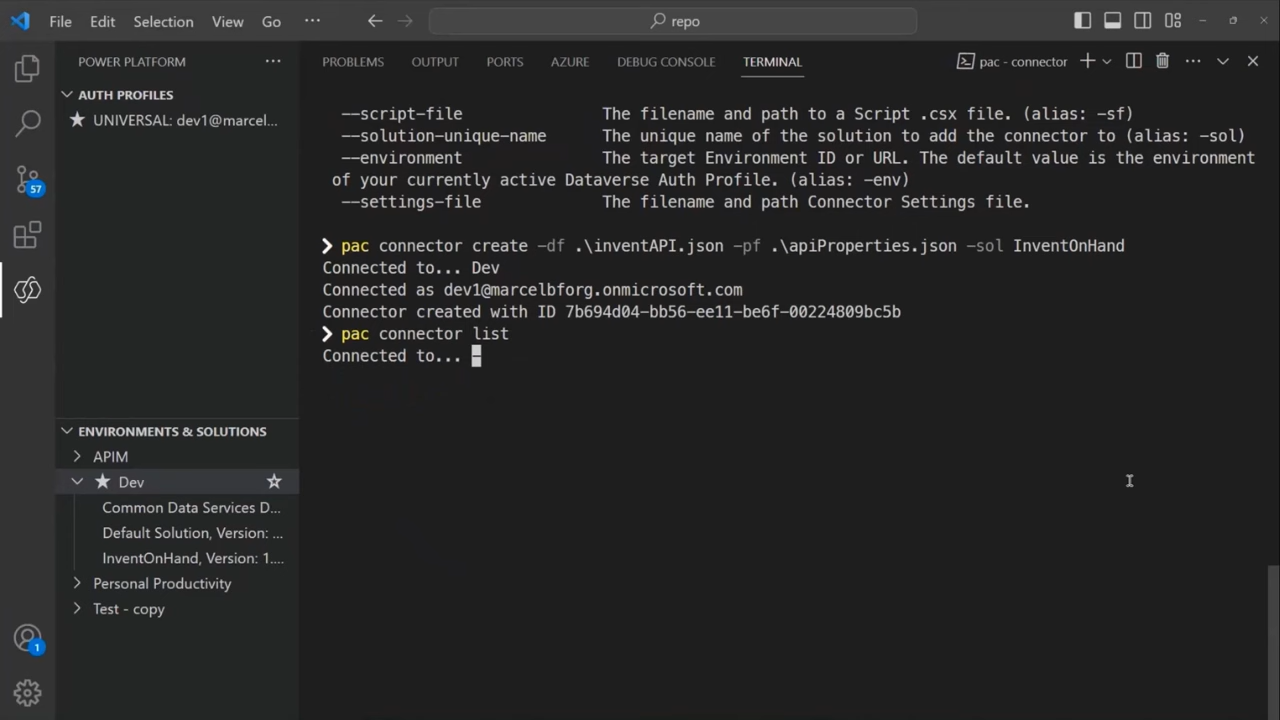 File Edit Selection View Go ··· repo
POWER PLATFORM ···
PROBLEMS OUTPUT PORTS AZURE DEBUG CONSOLE TERMINAL pac - connector ···
AUTH PROFILES
UNIVERSAL: dev1@marcel...
57
--script-file The filename and path to a Script .csx file. (alias: -sf)
--solution-unique-name The unique name of the solution to add the connector to (alias: -sol)
--environment The target Environment ID or URL. The default value is the environment
of your currently active Dataverse Auth Profile. (alias: -env)
--settings-file The filename and path Connector Settings file.
❯ pac connector create -df .\inventAPI.json -pf .\apiProperties.json -sol InventOnHand
Connected to... Dev
Connected as dev1@marcelbforg.onmicrosoft.com
Connector created with ID 7b694d04-bb56-ee11-be6f-00224809bc5b
❯ pac connector list
Connected to... -
ENVIRONMENTS & SOLUTIONS
APIM
Dev
Common Data Services D...
Default Solution, Version: ...
InventOnHand, Version: 1....
Personal Productivity
Test - copy
1